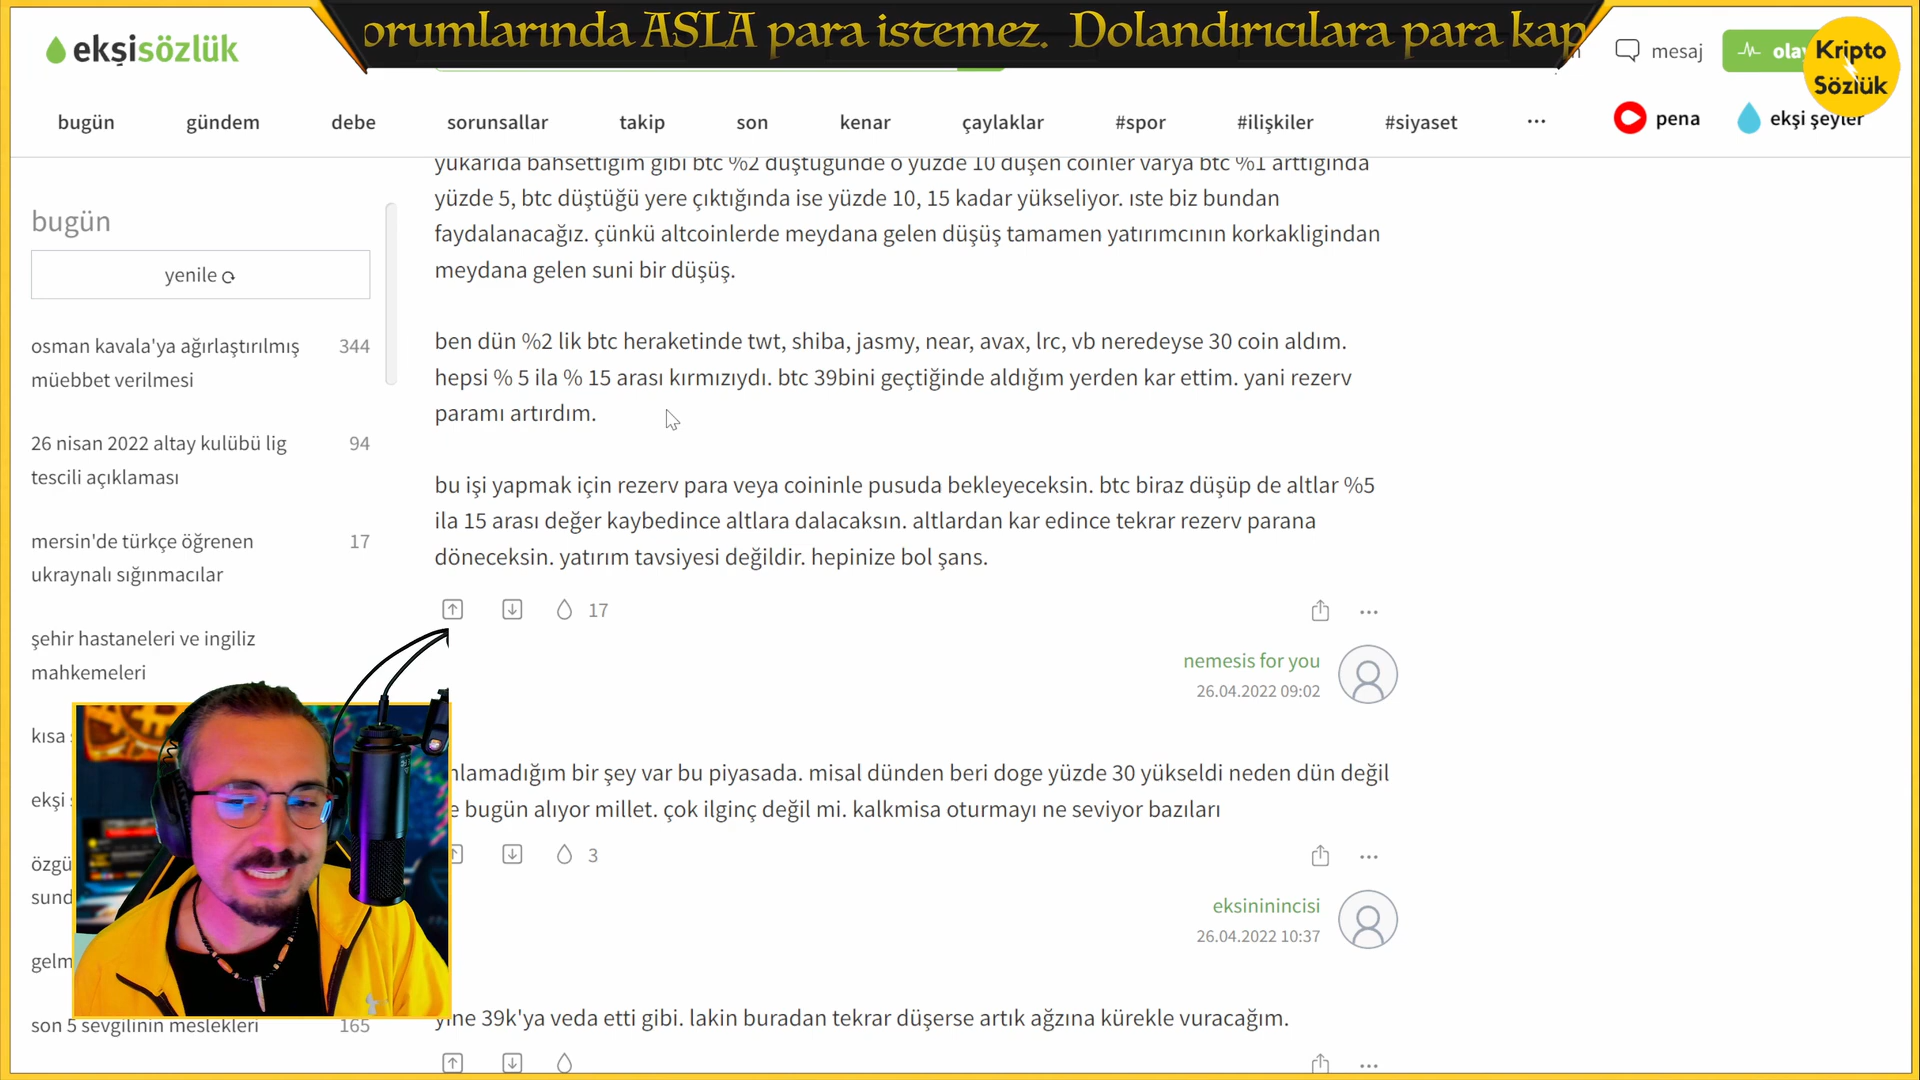 orumlarında ASLA para istemez. Dolandırıcılara para kap
ekşisözlük
mesaj
olay
Kripto
Sözlük
bugün
gündem
debe
sorunsallar
takip
son
kenar
çaylaklar
#spor
#ilişkiler
#siyaset
...
pena
ekşi şeyler
bugün
yenile
osman kavala'ya ağırlaştırılmış 344
müebbet verilmesi
26 nisan 2022 altay kulübü lig 94
tescili açıklaması
mersin'de türkçe öğrenen 17
ukraynalı sığınmacılar
şehir hastaneleri ve ingiliz
mahkemeleri
kısa
ekşi
özgü
sund
gelm
son 5 sevgilinin meslekleri 165
yukarıda bahsettiğim gibi btc %2 düştüğünde o yüzde 10 düşen coinler varya btc %1 arttığında
yüzde 5, btc düştüğü yere çıktığında ise yüzde 10, 15 kadar yükseliyor. ıste biz bundan
faydalanacağız. çünkü altcoinlerde meydana gelen düşüş tamamen yatırımcının korkakligindan
meydana gelen suni bir düşüş.
ben dün %2 lik btc heraketinde twt, shiba, jasmy, near, avax, lrc, vb neredeyse 30 coin aldım.
hepsi % 5 ila % 15 arası kırmızıydı. btc 39bini geçtiğinde aldığım yerden kar ettim. yani rezerv
paramı artırdım.
bu işi yapmak için rezerv para veya coininle pusuda bekleyeceksin. btc biraz düşüp de altlar %5
ila 15 arası değer kaybedince altlara dalacaksın. altlardan kar edince tekrar rezerv parana
döneceksin. yatırım tavsiyesi değildir. hepinize bol şans.
17
...
nemesis for you
26.04.2022 09:02
nlamadığım bir şey var bu piyasada. misal dünden beri doge yüzde 30 yükseldi neden dün değil
e bugün alıyor millet. çok ilginç değil mi. kalkmisa oturmayı ne seviyor bazıları
3
...
eksininincisi
26.04.2022 10:37
yine 39k'ya veda etti gibi. lakin buradan tekrar düşerse artık ağzına kürekle vuracağım.
...